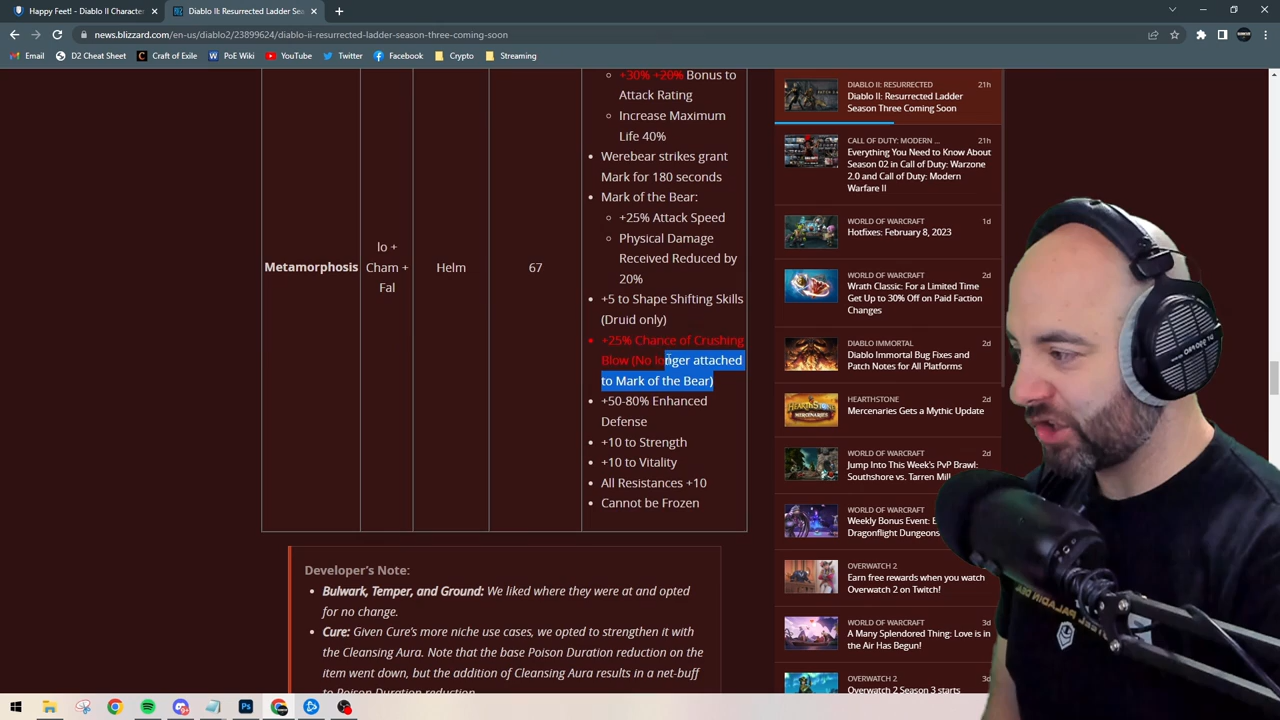 Happy Feet! - Diablo II Character
Diablo II: Resurrected Ladder Seas
news.blizzard.com/en-us/diablo2/23899624/diablo-ii-resurrected-ladder-season-three-coming-soon
Email
D2 Cheat Sheet
Craft of Exile
PoE Wiki
YouTube
Twitter
Facebook
Crypto
Streaming
+30% +20% Bonus to
Attack Rating
Increase Maximum
Life 40%
Werebear strikes grant
Mark for 180 seconds
Mark of the Bear:
+25% Attack Speed
Physical Damage
Received Reduced by
20%
Metamorphosis
Io +
Cham +
Fal
Helm
67
+5 to Shape Shifting Skills
(Druid only)
+25% Chance of Crushing
Blow (No longer attached
to Mark of the Bear)
+50-80% Enhanced
Defense
+10 to Strength
+10 to Vitality
All Resistances +10
Cannot be Frozen
Developer's Note:
Bulwark, Temper, and Ground: We liked where they were at and opted
for no change.
Cure: Given Cure's more niche use cases, we opted to strengthen it with
the Cleansing Aura. Note that the base Poison Duration reduction on the
item went down, but the addition of Cleansing Aura results in a net-buff
to Poison Duration reduction.
DIABLO II: RESURRECTED 21h
Diablo II: Resurrected Ladder
Season Three Coming Soon
CALL OF DUTY: MODERN ... 21h
Everything You Need to Know About
Season 02 in Call of Duty: Warzone
2.0 and Call of Duty: Modern
Warfare II
WORLD OF WARCRAFT 1d
Hotfixes: February 8, 2023
WORLD OF WARCRAFT 2d
Wrath Classic: For a Limited Time
Get Up to 30% Off on Paid Faction
Changes
DIABLO IMMORTAL 2d
Diablo Immortal Bug Fixes and
Patch Notes for All Platforms
HEARTHSTONE 2d
Mercenaries Gets a Mythic Update
WORLD OF WARCRAFT 2d
Jump Into This Week's PvP Brawl:
Southshore vs. Tarren Mill
WORLD OF WARCRAFT
Weekly Bonus Event:
Dragonflight Dungeons
OVERWATCH 2
Earn free rewards when you watch
Overwatch 2 on Twitch!
WORLD OF WARCRAFT 3d
A Many Splendored Thing: Love is in
the Air Has Begun!
OVERWATCH 2 3d
Overwatch 2 Season 3 starts